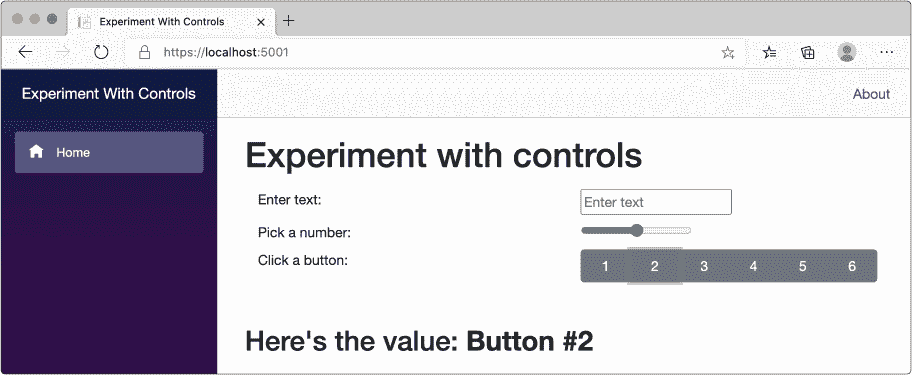 Experiment With Controls
https://localhost:5001
Experiment With Controls
About
Home
Experiment with controls
Enter text:
Enter text
Pick a number:
Click a button:
1 2 3 4 5 6
Here's the value: Button #2